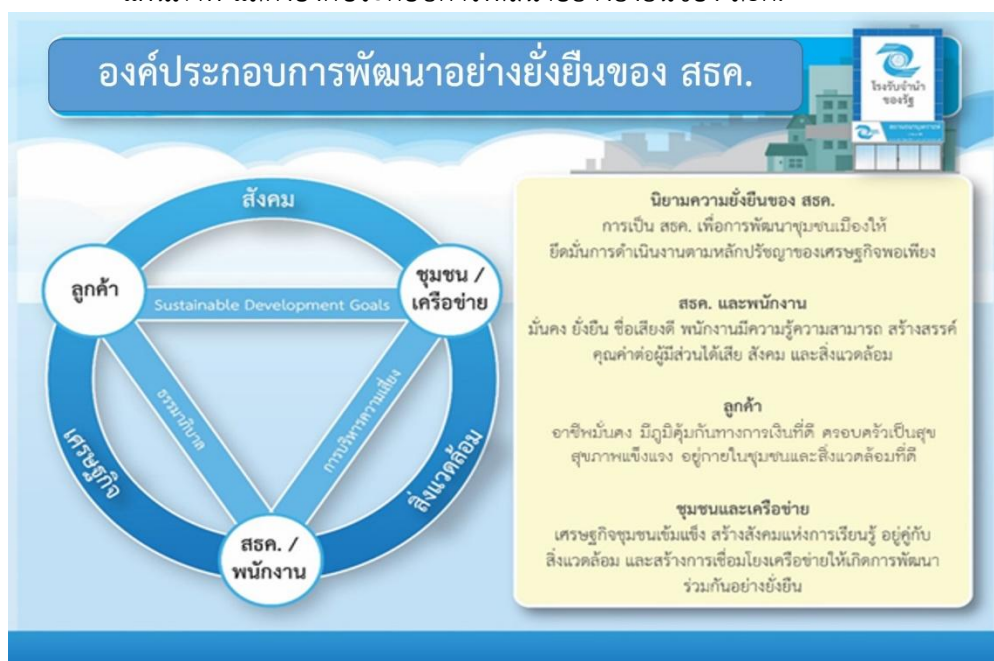 องค์ประกอบการพัฒนาอย่างยั่งยืนของ สธค.
โรงรับจำนำ
ของรัฐ
สังคม
ลูกค้า
ชุมชน /
เครือข่าย
Sustainable Development Goals
ธรรมาภิบาล
การบริหารความเสี่ยง
เศรษฐกิจ
สิ่งแวดล้อม
สธค. /
พนักงาน
นิยามความยั่งยืนของ สธค.
การเป็น สธค. เพื่อการพัฒนาชุมชนเมืองให้
ยึดมั่นการดำเนินงานตามหลักปรัชญาของเศรษฐกิจพอเพียง
สธค. และพนักงาน
มั่นคง ยั่งยืน ชื่อเสียงดี พนักงานมีความรู้ความสามารถ สร้างสรรค์
คุณค่าต่อผู้มีส่วนได้เสีย สังคม และสิ่งแวดล้อม
ลูกค้า
อาชีพมั่นคง มีภูมิคุ้มกันทางการเงินที่ดี ครอบครัวเป็นสุข
สุขภาพแข็งแรง อยู่ภายในชุมชนและสิ่งแวดล้อมที่ดี
ชุมชนและเครือข่าย
เศรษฐกิจชุมชนเข้มแข็ง สร้างสังคมแห่งการเรียนรู้ อยู่คู่กับ
สิ่งแวดล้อม และสร้างการเชื่อมโยงเครือข่ายให้เกิดการพัฒนา
ร่วมกันอย่างยั่งยืน